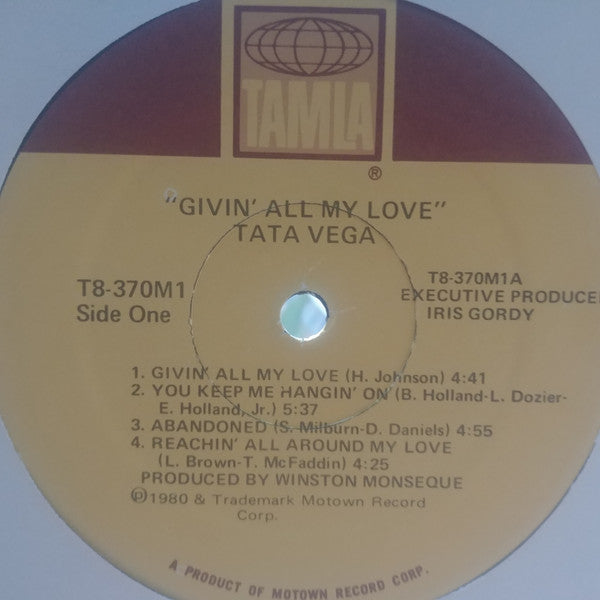 TAMLA
®
"GIVIN' ALL MY LOVE"
TATA VEGA
T8-370M1
Side One
T8-370M1A
EXECUTIVE PRODUCE
IRIS GORDY
1. GIVIN' ALL MY LOVE (H. Johnson) 4:41
2. YOU KEEP ME HANGIN' ON (B. Holland-L. Dozier-
E. Holland, Jr.) 5:37
3. ABANDONED (S. Milburn-D. Daniels) 4:55
4. REACHIN' ALL AROUND MY LOVE
(L. Brown-T. McFaddin) 4:25
PRODUCED BY WINSTON MONSEQUE
℗1980 & Trademark Motown Record
Corp.
A PRODUCT OF MOTOWN RECORD CORP.